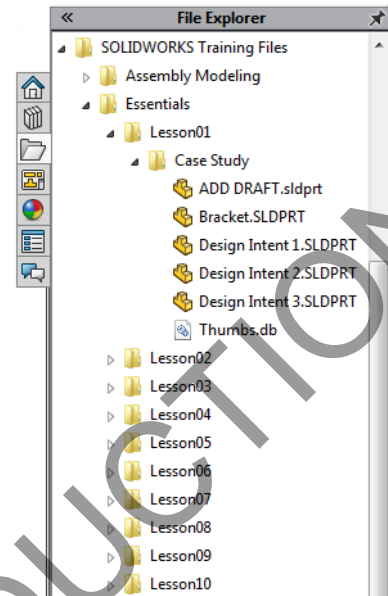 File Explorer
SOLIDWORKS Training Files
Assembly Modeling
Essentials
Lesson01
Case Study
ADD DRAFT.sldprt
Bracket.SLDPRT
Design Intent 1.SLDPRT
Design Intent 2.SLDPRT
Design Intent 3.SLDPRT
Thumbs.db
Lesson02
Lesson03
Lesson04
Lesson05
Lesson06
Lesson07
Lesson08
Lesson09
Lesson10